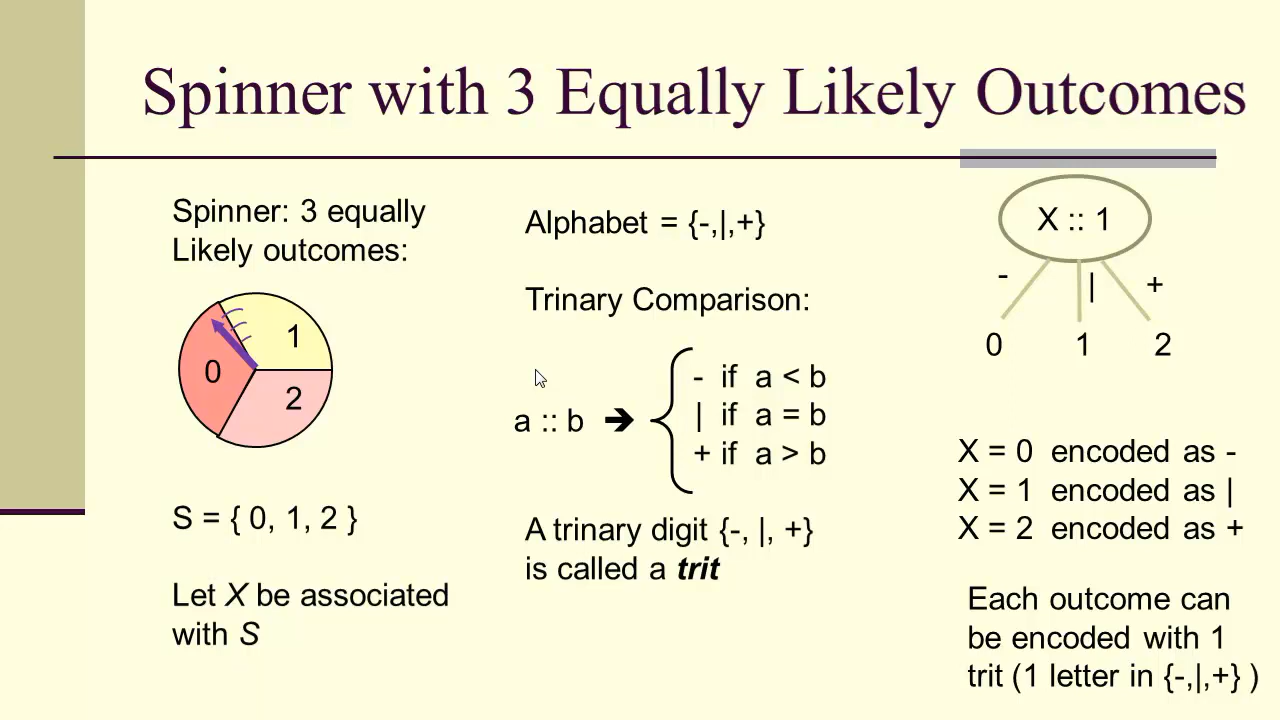 Spinner with 3 Equally Likely Outcomes
Spinner: 3 equally
Likely outcomes:
1
0
2
S = { 0, 1, 2 }
Let X be associated
with S
Alphabet = {-,|,+}
Trinary Comparison:
a :: b ➔
- if a < b
| if a = b
+ if a > b
A trinary digit {-, |, +}
is called a trit
X :: 1
- | +
0 1 2
X = 0 encoded as -
X = 1 encoded as |
X = 2 encoded as +
Each outcome can
be encoded with 1
trit (1 letter in {-,|,+} )